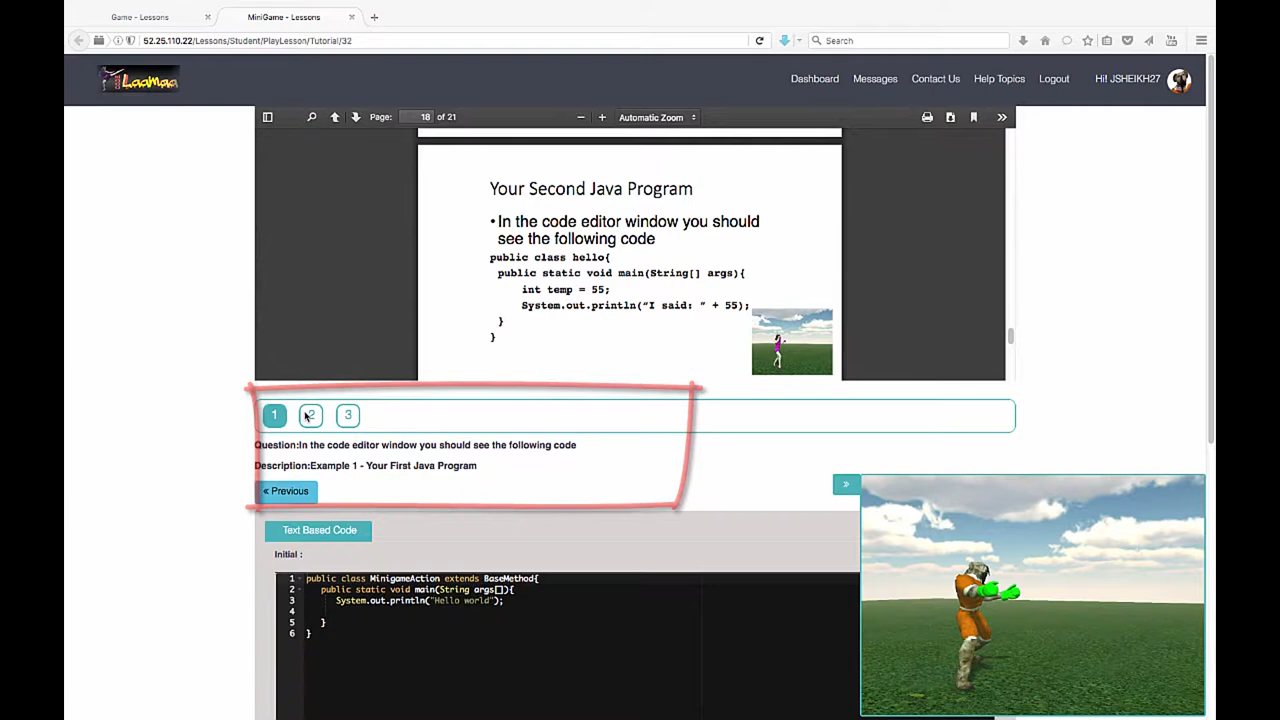 Game - Lessons
MiniGame - Lessons
52.25.110.22/Lessons/Student/PlayLesson/Tutorial/32
Search
Laamaa
Dashboard
Messages
Contact Us
Help Topics
Logout
Hi! JSHEIKH27
Page: 18 of 21
Automatic Zoom
Your Second Java Program
• In the code editor window you should
see the following code
public class hello{
public static void main(String[] args){
int temp = 55;
System.out.println(“I said: ” + 55);
}
}
1 2 3
Question:In the code editor window you should see the following code
Description:Example 1 - Your First Java Program
« Previous
»
Text Based Code
Initial :
1 public class MinigameAction extends BaseMethod{
2 public static void main(String args[]){
3 System.out.println("Hello world");
4
5 }
6 }